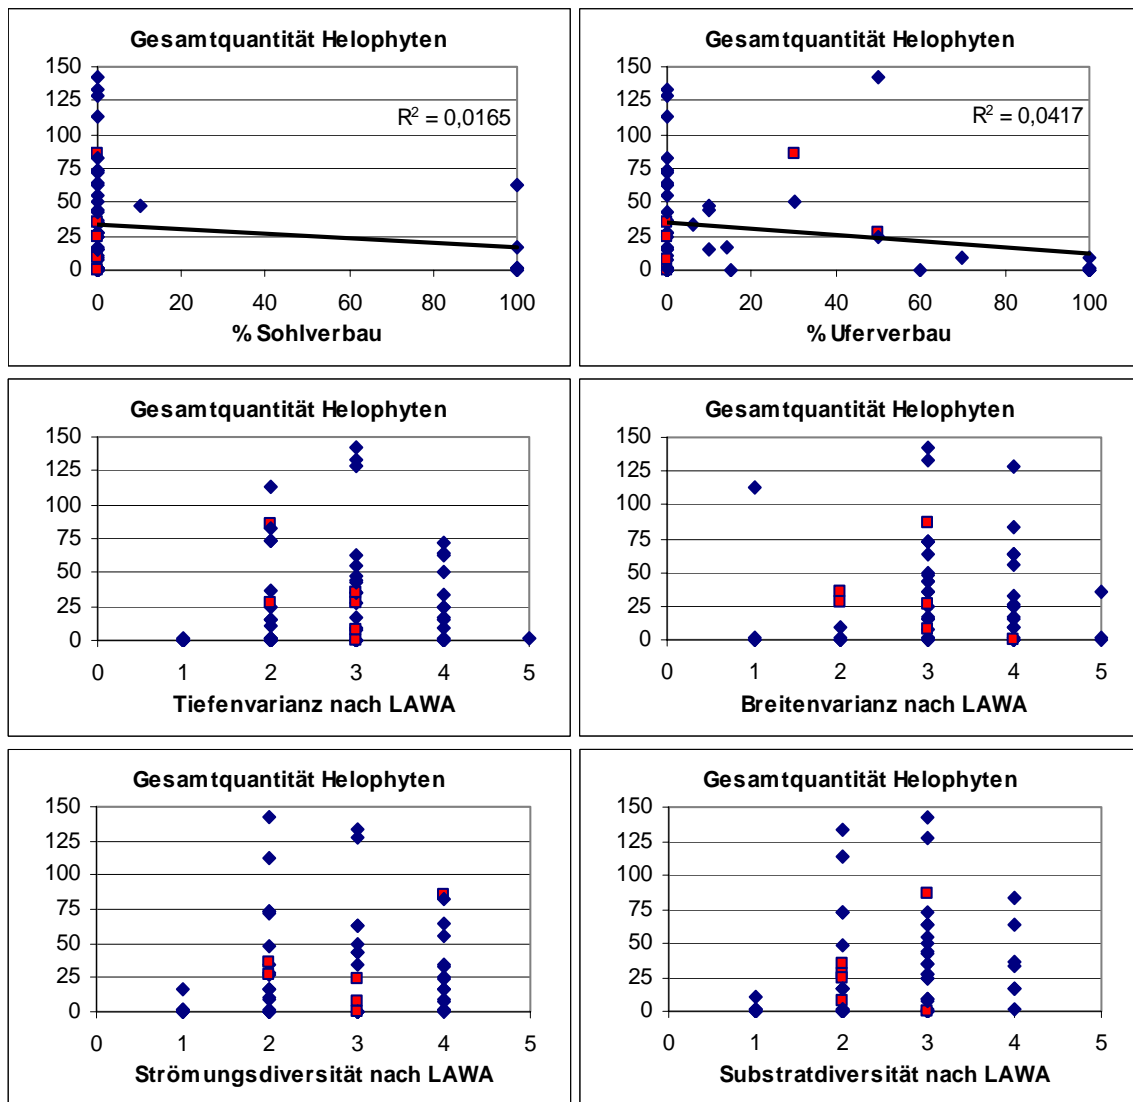 Gesamtquantität Helophyten
150
125
100
75
50
25
0
R² = 0,0165
0 20 40 60 80 100
% Sohlverbau
Gesamtquantität Helophyten
150
125
100
75
50
25
0
R² = 0,0417
0 20 40 60 80 100
% Uferverbau
Gesamtquantität Helophyten
150
125
100
75
50
25
0
0 1 2 3 4 5
Tiefenvarianz nach LAWA
Gesamtquantität Helophyten
150
125
100
75
50
25
0
0 1 2 3 4 5
Breitenvarianz nach LAWA
Gesamtquantität Helophyten
150
125
100
75
50
25
0
0 1 2 3 4 5
Strömungsdiversität nach LAWA
Gesamtquantität Helophyten
150
125
100
75
50
25
0
0 1 2 3 4 5
Substratdiversität nach LAWA